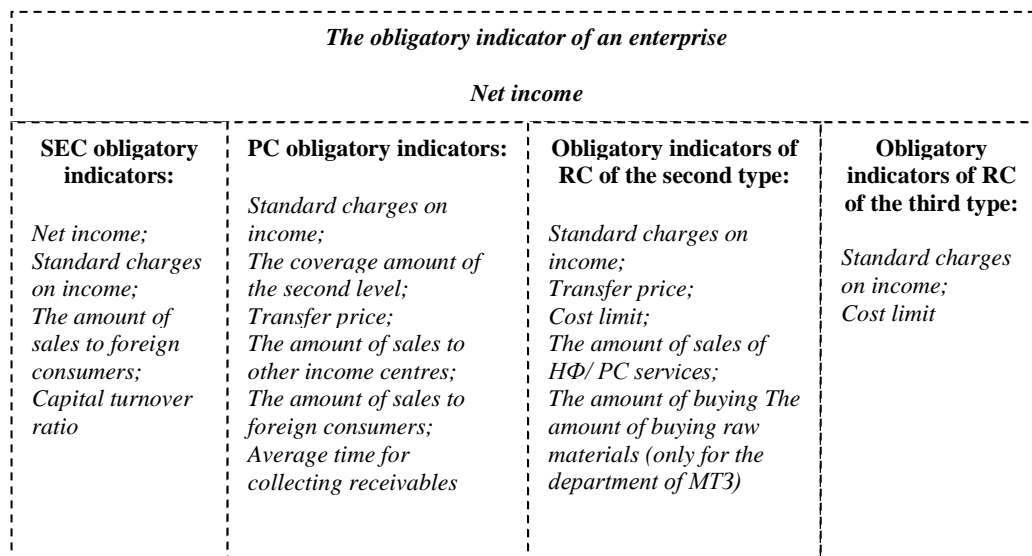 The obligatory indicator of an enterprise
Net income
SEC obligatory
indicators:
Net income;
Standard charges
on income;
The amount of
sales to foreign
consumers;
Capital turnover
ratio
PC obligatory indicators:
Standard charges on
income;
The coverage amount of
the second level;
Transfer price;
The amount of sales to
other income centres;
The amount of sales to
foreign consumers;
Average time for
collecting receivables
Obligatory indicators of
RC of the second type:
Standard charges on
income;
Transfer price;
Cost limit;
The amount of sales of
НФ/ PC services;
The amount of buying The
amount of buying raw
materials (only for the
department of МТЗ)
Obligatory
indicators of RC
of the third type:
Standard charges
on income;
Cost limit